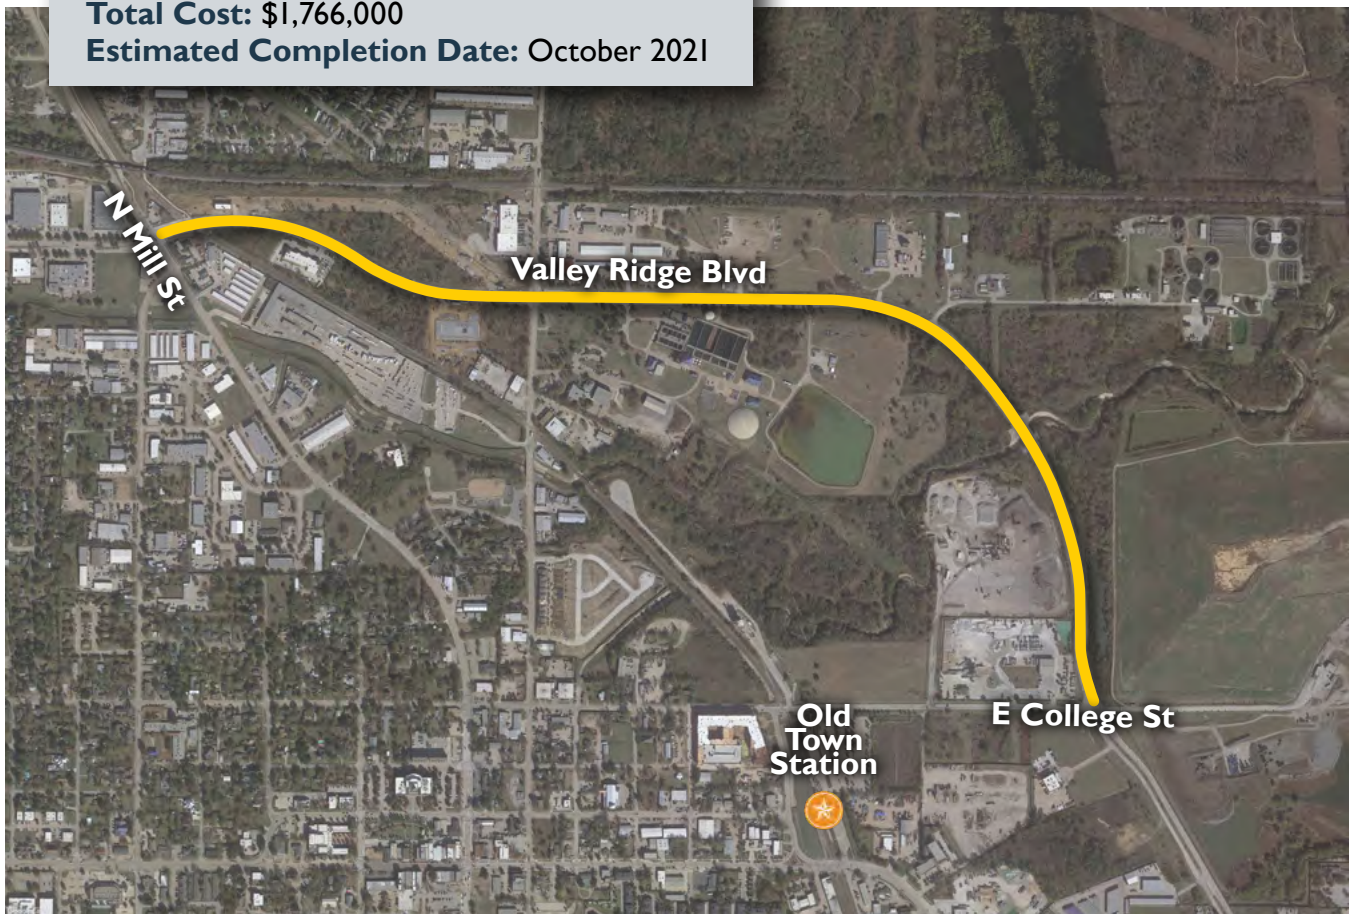 Total Cost: $1,766,000
Estimated Completion Date: October 2021
N Mill St
Valley Ridge Blvd
E College St
Old
Town
Station